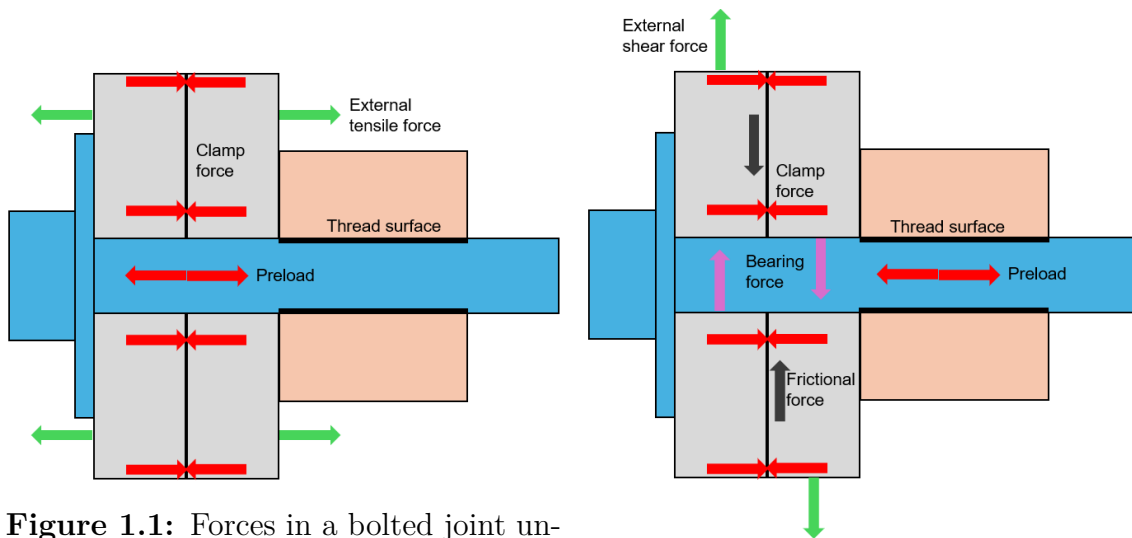 External
tensile force
Clamp
force
Thread surface
Preload
Figure 1.1: Forces in a bolted joint un-
External
shear force
Clamp
force
Thread surface
Bearing
force
Preload
Frictional
force